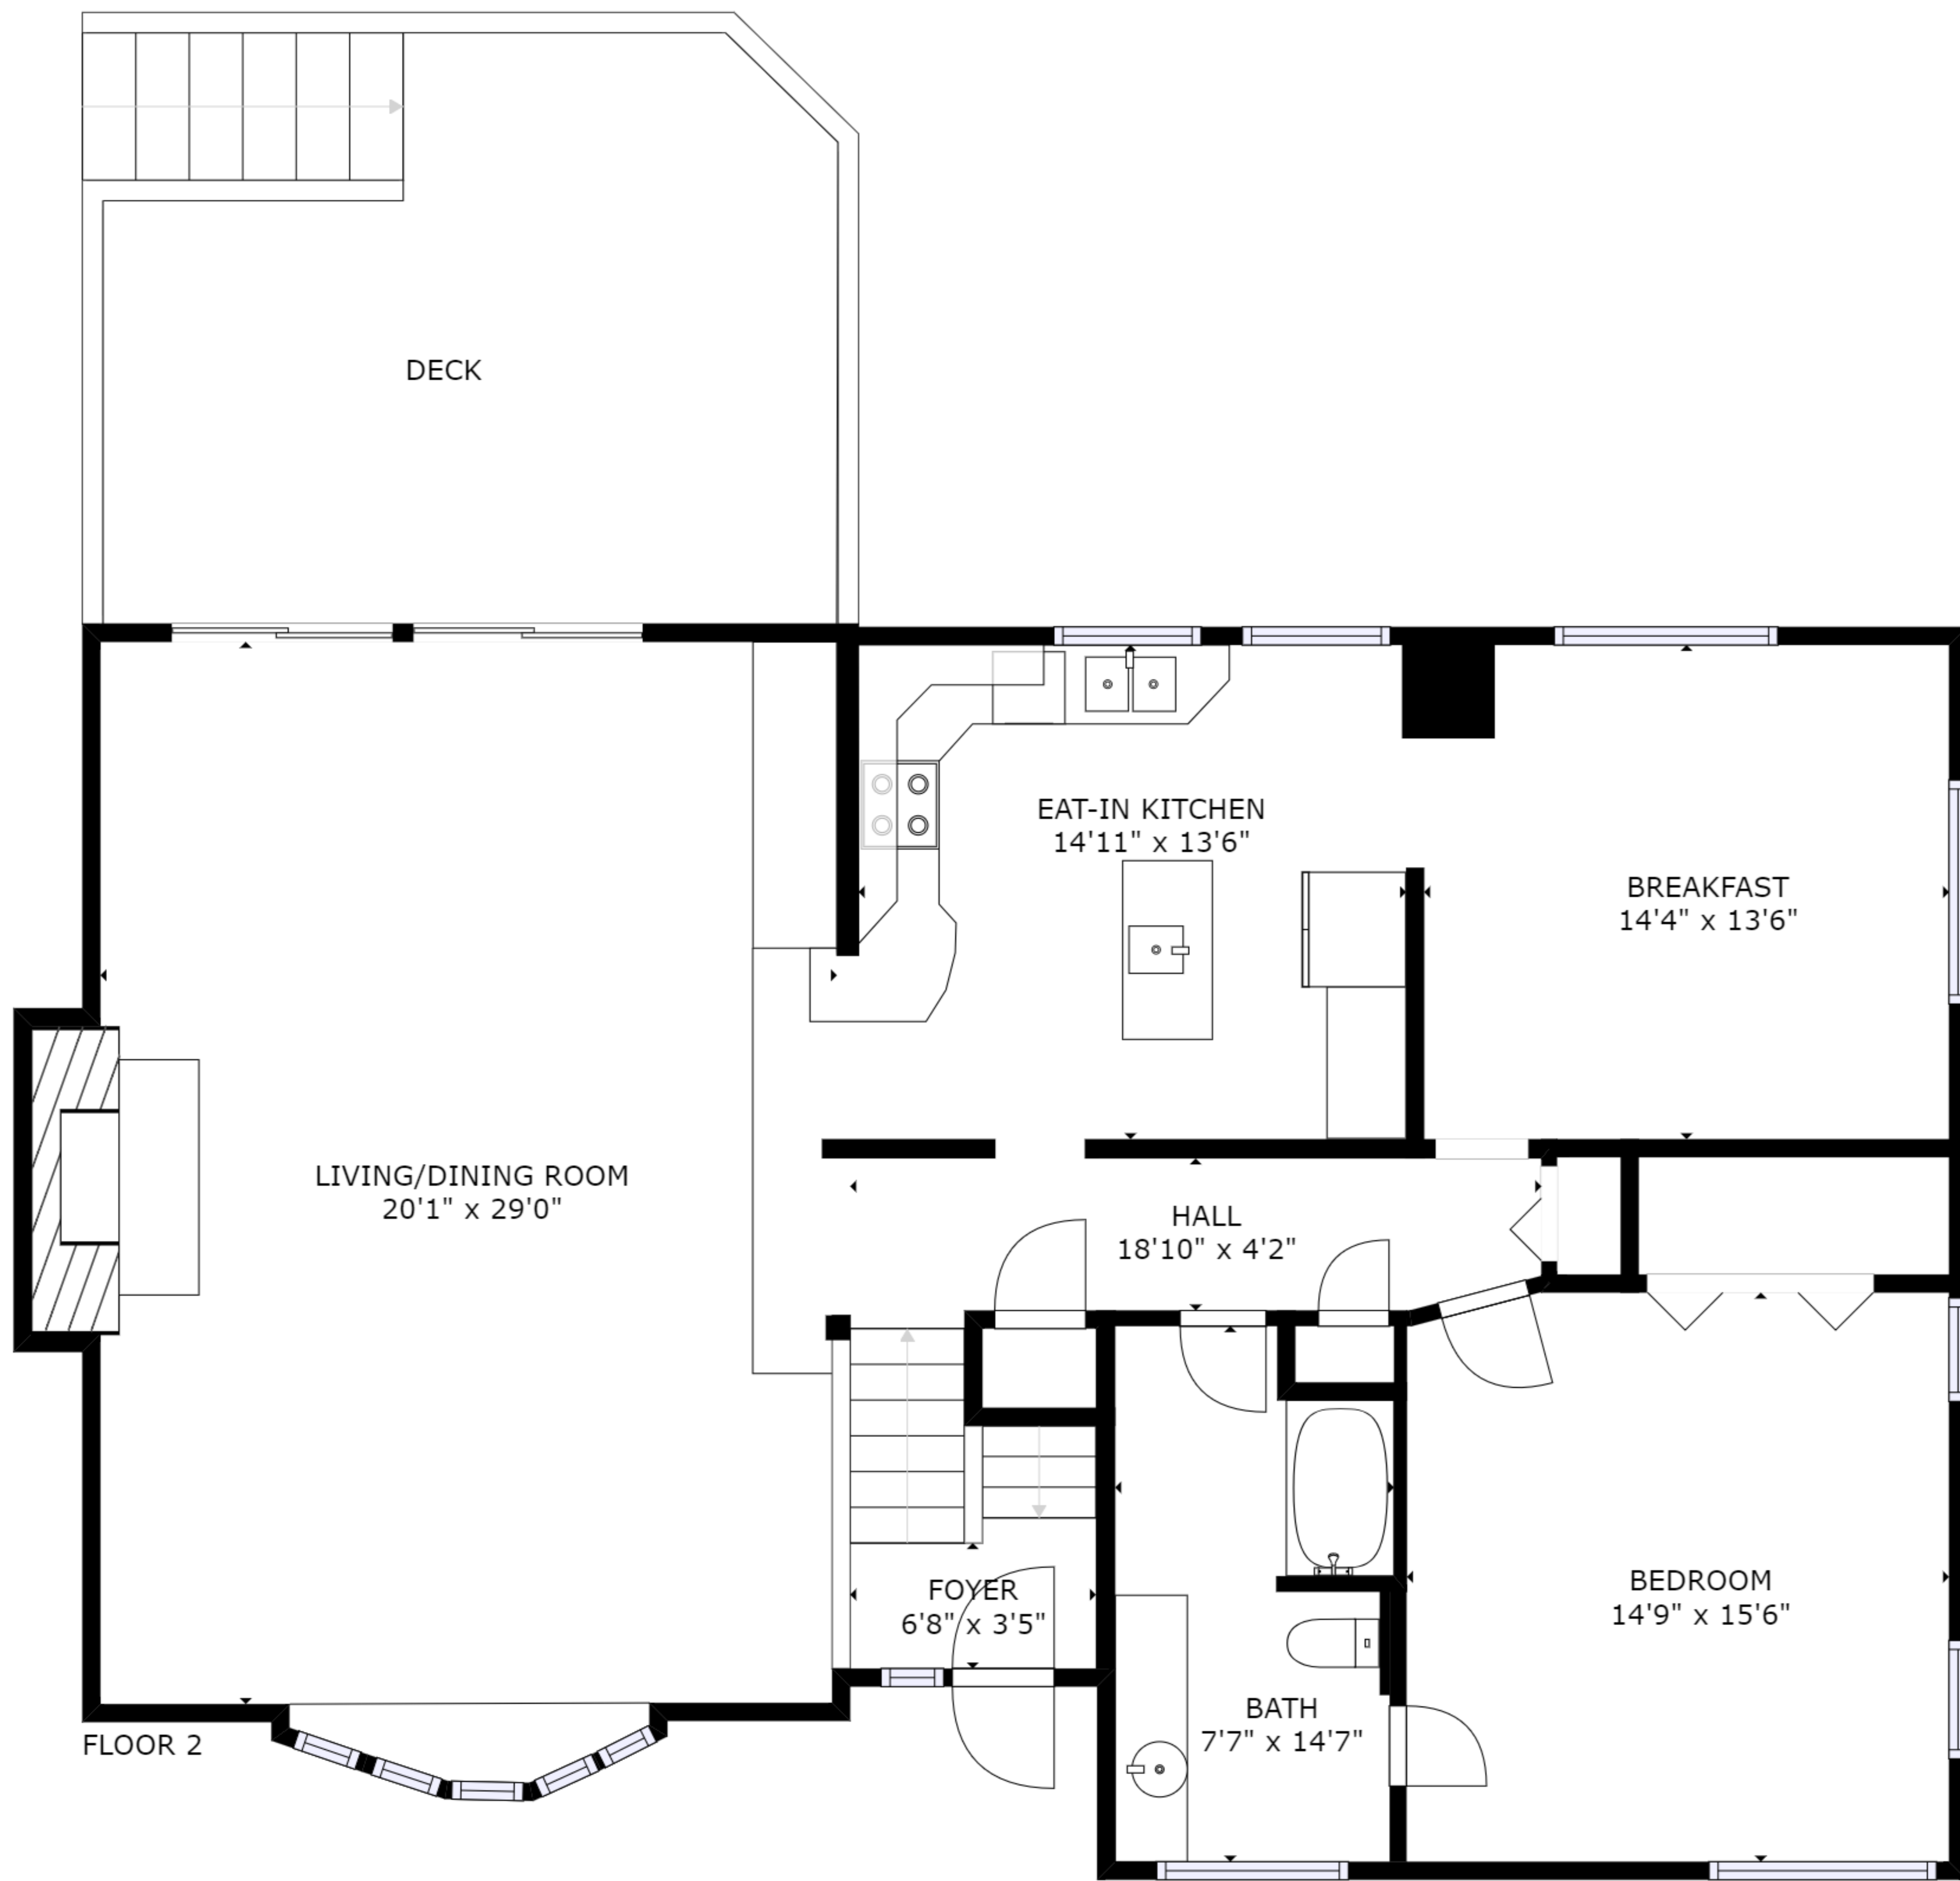 DECK
EAT-IN KITCHEN
14'11" x 13'6"
BREAKFAST
14'4" x 13'6"
LIVING/DINING ROOM
20'1" x 29'0"
HALL
18'10" x 4'2"
FOYER
6'8" x 3'5"
BEDROOM
14'9" x 15'6"
BATH
7'7" x 14'7"
FLOOR 2